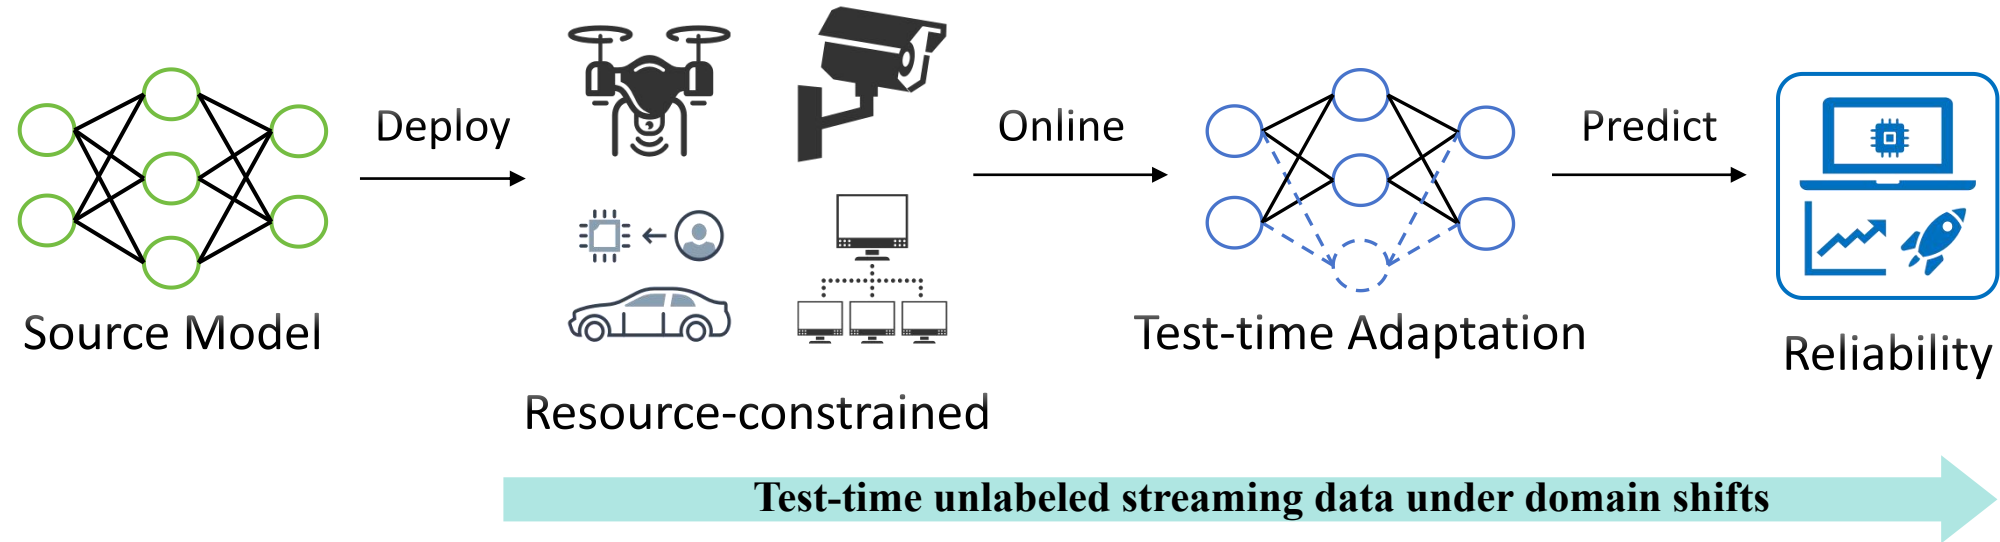 Deploy
Online
Predict
Source Model
Test-time Adaptation
Reliability
Resource-constrained
Test-time unlabeled streaming data under domain shifts